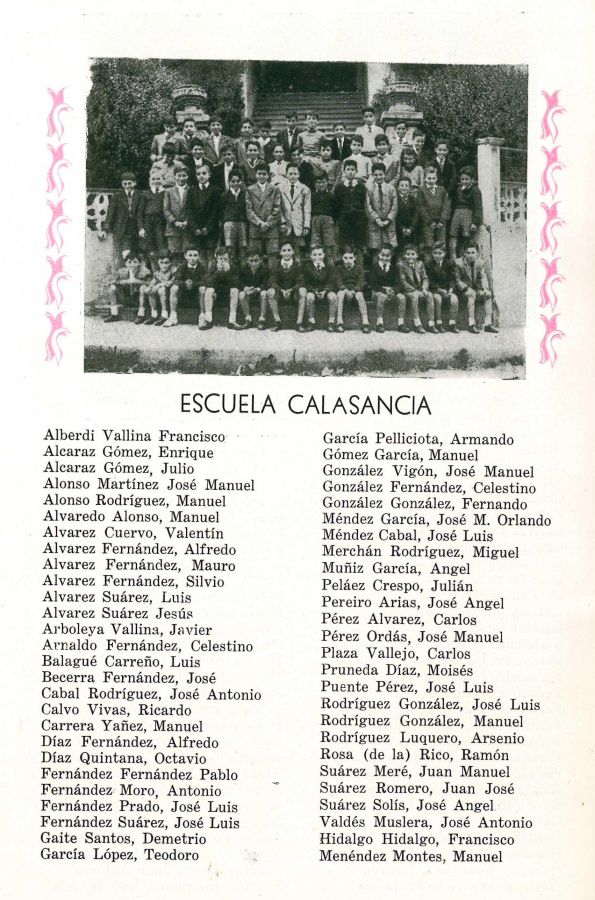 ESCUELA CALASANCIA
Alberdi Vallina Francisco
Alcaraz Gómez, Enrique
Alcaraz Gómez, Julio
Alonso Martínez José Manuel
Alonso Rodríguez, Manuel
Alvaredo Alonso, Manuel
Alvarez Cuervo, Valentín
Alvarez Fernández, Alfredo
Alvarez Fernández, Mauro
Alvarez Fernández, Silvio
Alvarez Suárez, Luis
Alvarez Suárez Jesús
Arboleya Vallina, Javier
Arnaldo Fernández, Celestino
Balagué Carreño, Luis
Becerra Fernández, José
Cabal Rodríguez, José Antonio
Calvo Vivas, Ricardo
Carrera Yañez, Manuel
Díaz Fernández, Alfredo
Díaz Quintana, Octavio
Fernández Fernández Pablo
Fernández Moro, Antonio
Fernández Prado, José Luis
Fernández Suárez, José Luis
Gaite Santos, Demetrio
García López, Teodoro
García Pelliciota, Armando
Gómez García, Manuel
González Vigón, José Manuel
González Fernández, Celestino
González González, Fernando
Méndez García, José M. Orlando
Méndez Cabal, José Luis
Merchán Rodríguez, Miguel
Muñiz García, Angel
Peláez Crespo, Julián
Pereiro Arias, José Angel
Pérez Alvarez, Carlos
Pérez Ordás, José Manuel
Plaza Vallejo, Carlos
Pruneda Díaz, Moisés
Puente Pérez, José Luis
Rodríguez González, José Luis
Rodríguez González, Manuel
Rodríguez Luquero, Arsenio
Rosa (de la) Rico, Ramón
Suárez Meré, Juan Manuel
Suárez Romero, Juan José
Suárez Solís, José Angel
Valdés Muslera, José Antonio
Hidalgo Hidalgo, Francisco
Menéndez Montes, Manuel